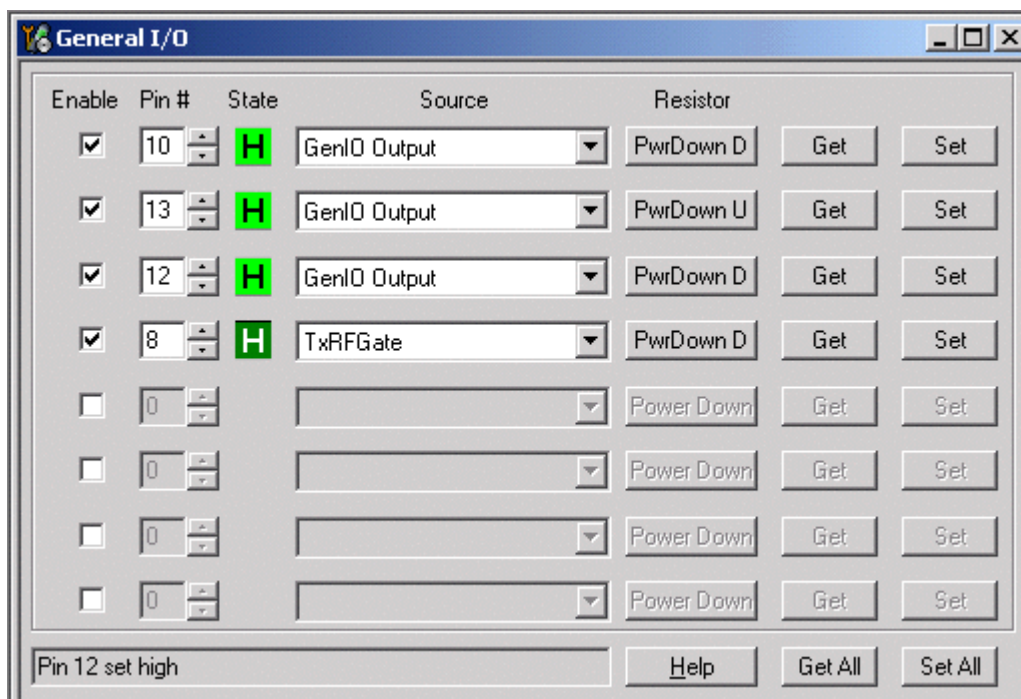 General I/O
Enable Pin # State Source Resistor
10 H GenIO Output PwrDown D Get Set
13 H GenIO Output PwrDown U Get Set
12 H GenIO Output PwrDown D Get Set
8 H TxRFGate PwrDown D Get Set
0 Power Down Get Set
0 Power Down Get Set
0 Power Down Get Set
0 Power Down Get Set
Pin 12 set high Help Get All Set All